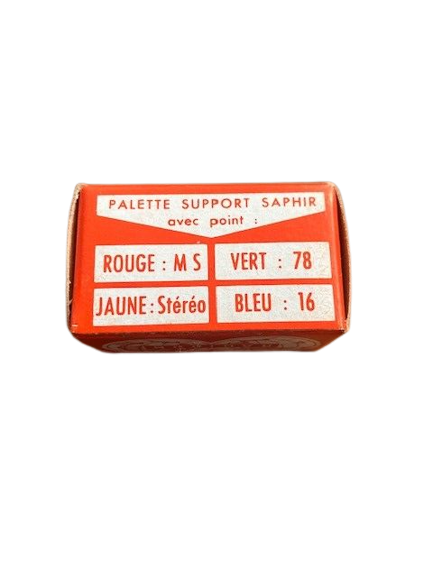 PALETTE SUPPORT SAPHIR
avec point :
ROUGE : M S
VERT : 78
JAUNE : Stéréo
BLEU : 16